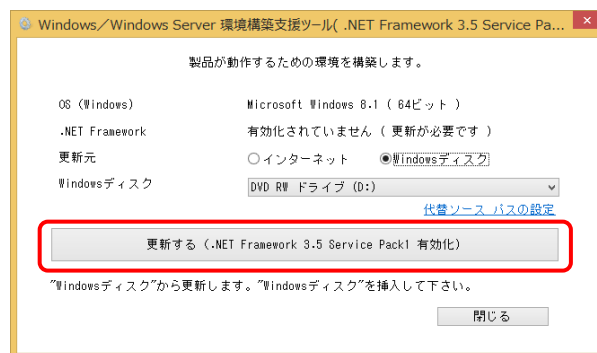 Windows／Windows Server 環境構築支援ツール( .NET Framework 3.5 Service Pa...
製品が動作するための環境を構築します。
OS (Windows) Microsoft Windows 8.1 ( 64ビット )
.NET Framework 有効化されていません ( 更新が必要です )
更新元 インターネット Windowsディスク
Windowsディスク DVD RW ドライブ (D:)
代替ソース パスの設定
更新する (.NET Framework 3.5 Service Pack1 有効化)
"Windowsディスク"から更新します。"Windowsディスク"を挿入して下さい。
閉じる